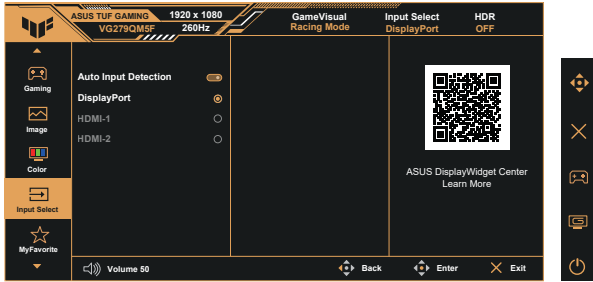 ASUS TUF GAMING 1920 x 1080
VG279QM5F 260Hz
GameVisual
Racing Mode
Input Select
DisplayPort
HDR
OFF
Gaming
Image
Color
Input Select
MyFavorite
Auto Input Detection
DisplayPort
HDMI-1
HDMI-2
ASUS DisplayWidget Center
Learn More
Volume 50
Back
Enter
Exit